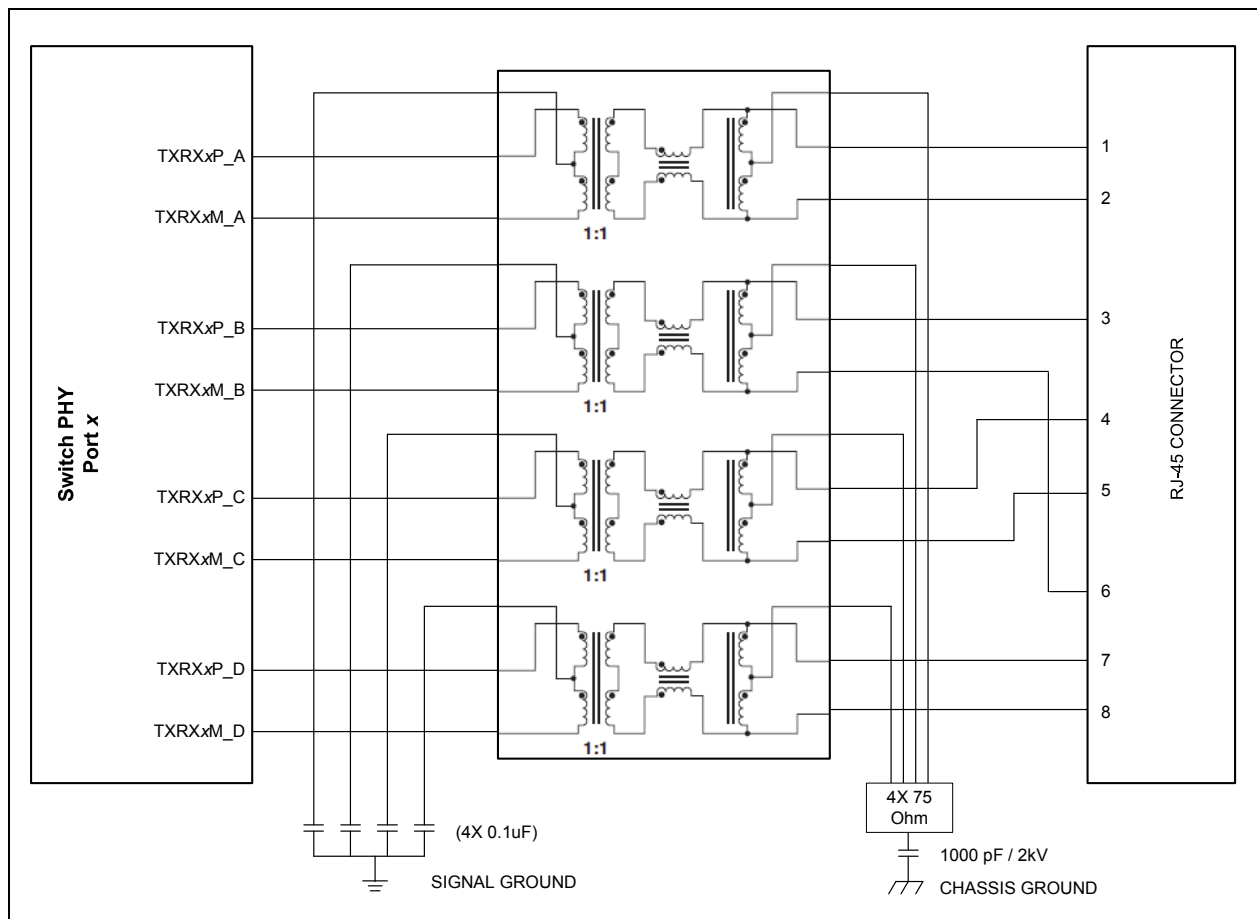 Switch PHY
Port x
TXRXxP_A
TXRXxM_A
TXRXxP_B
TXRXxM_B
TXRXxP_C
TXRXxM_C
TXRXxP_D
TXRXxM_D
1:1
1:1
1:1
1:1
1
2
3
4
5
6
7
8
RJ-45 CONNECTOR
(4X 0.1uF)
SIGNAL GROUND
4X 75
Ohm
1000 pF / 2kV
CHASSIS GROUND